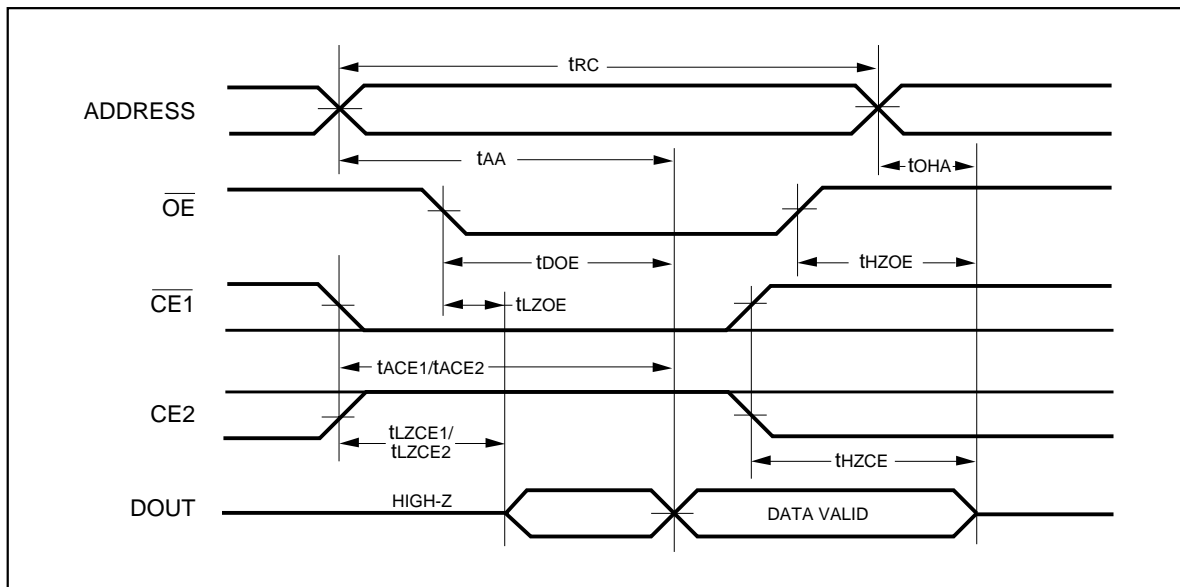 tRC
ADDRESS
tAA
tOHA
OE
tDOE
tHZOE
CE1
tLZOE
tACE1/tACE2
CE2
tLZCE1/
tLZCE2
tHZCE
DOUT
HIGH-Z
DATA VALID